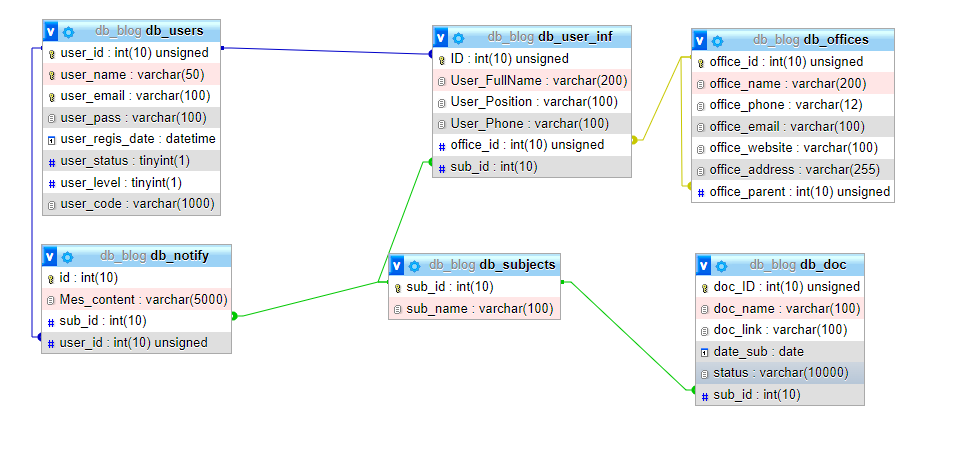 v db_blog db_users
user_id : int(10) unsigned
user_name : varchar(50)
user_email : varchar(100)
user_pass : varchar(100)
user_regis_date : datetime
# user_status : tinyint(1)
# user_level : tinyint(1)
user_code : varchar(1000)
v db_blog db_user_inf
ID : int(10) unsigned
User_FullName : varchar(200)
User_Position : varchar(100)
User_Phone : varchar(100)
# office_id : int(10) unsigned
# sub_id : int(10)
v db_blog db_offices
office_id : int(10) unsigned
office_name : varchar(200)
office_phone : varchar(12)
office_email : varchar(100)
office_website : varchar(100)
office_address : varchar(255)
# office_parent : int(10) unsigned
v db_blog db_notify
id : int(10)
Mes_content : varchar(5000)
# sub_id : int(10)
# user_id : int(10) unsigned
v db_blog db_subjects
sub_id : int(10)
sub_name : varchar(100)
v db_blog db_doc
doc_ID : int(10) unsigned
doc_name : varchar(100)
doc_link : varchar(100)
date_sub : date
status : varchar(10000)
# sub_id : int(10)